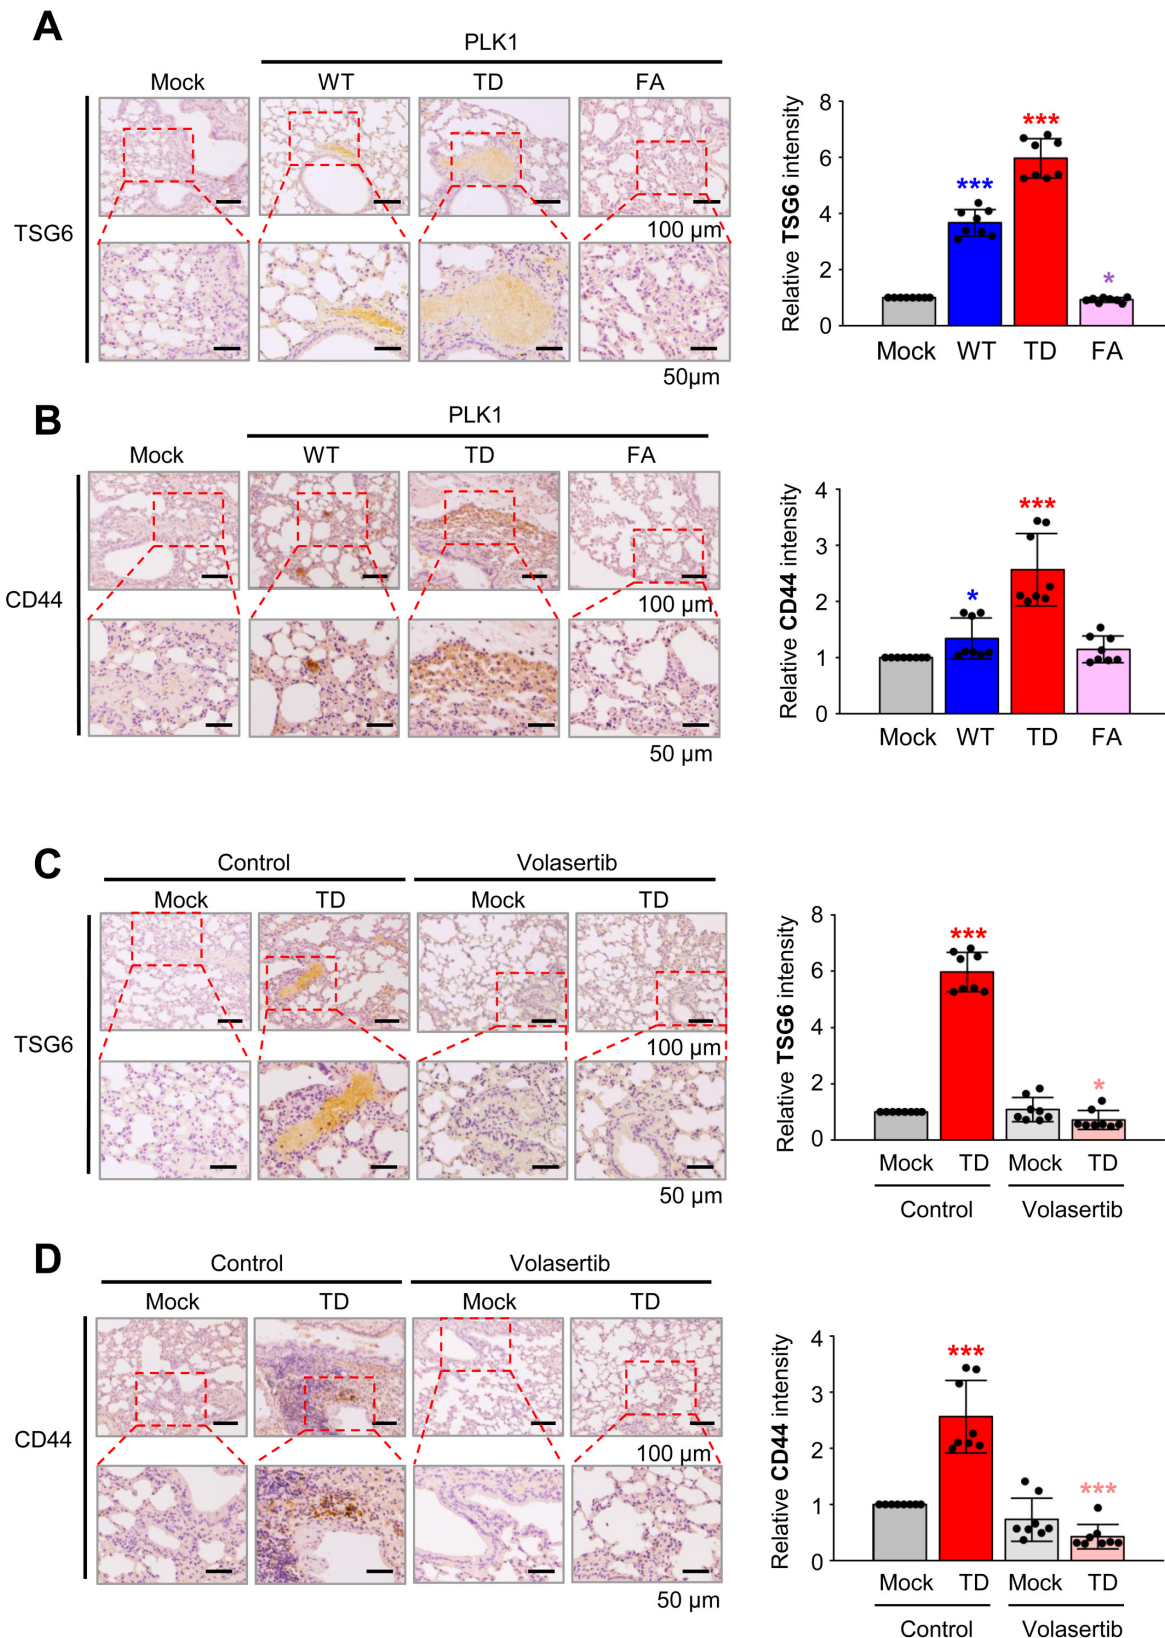 A
PLK1
Mock WT TD FA
TSG6
100 µm
50µm
Relative TSG6 intensity
8
6
4
2
0
***
***
*
Mock WT TD FA
B
PLK1
Mock WT TD FA
CD44
100 µm
50 µm
Relative CD44 intensity
4
3
2
1
0
*
***
Mock WT TD FA
C
Control Volasertib
Mock TD Mock TD
TSG6
100 µm
50 µm
Relative TSG6 intensity
8
6
4
2
0
***
*
Mock TD Mock TD
Control Volasertib
D
Control Volasertib
Mock TD Mock TD
CD44
100 µm
50 µm
Relative CD44 intensity
4
3
2
1
0
***
***
Mock TD Mock TD
Control Volasertib